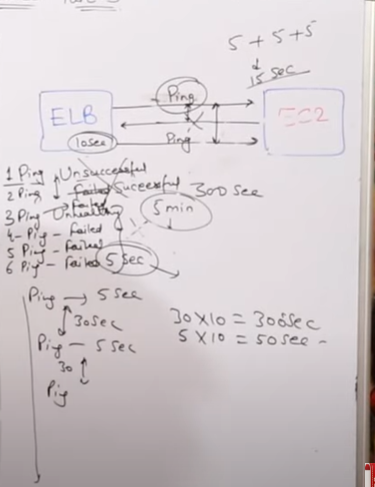 5 + 5 + 5
15 sec
Ping
ELB
EC2
10sec
Ping
1 Ping Unsuccessful
2 Ping Failed Successful 300 sec
3 Ping Unhealthy Failed
5 min
4 - Ping - Failed
5 Ping - Failed
6 Ping - Failed
5 sec
Ping → 5 sec
30 sec
Ping - 5 sec
30
Ping
30 x 10 = 300 sec
5 x 10 = 50 sec -